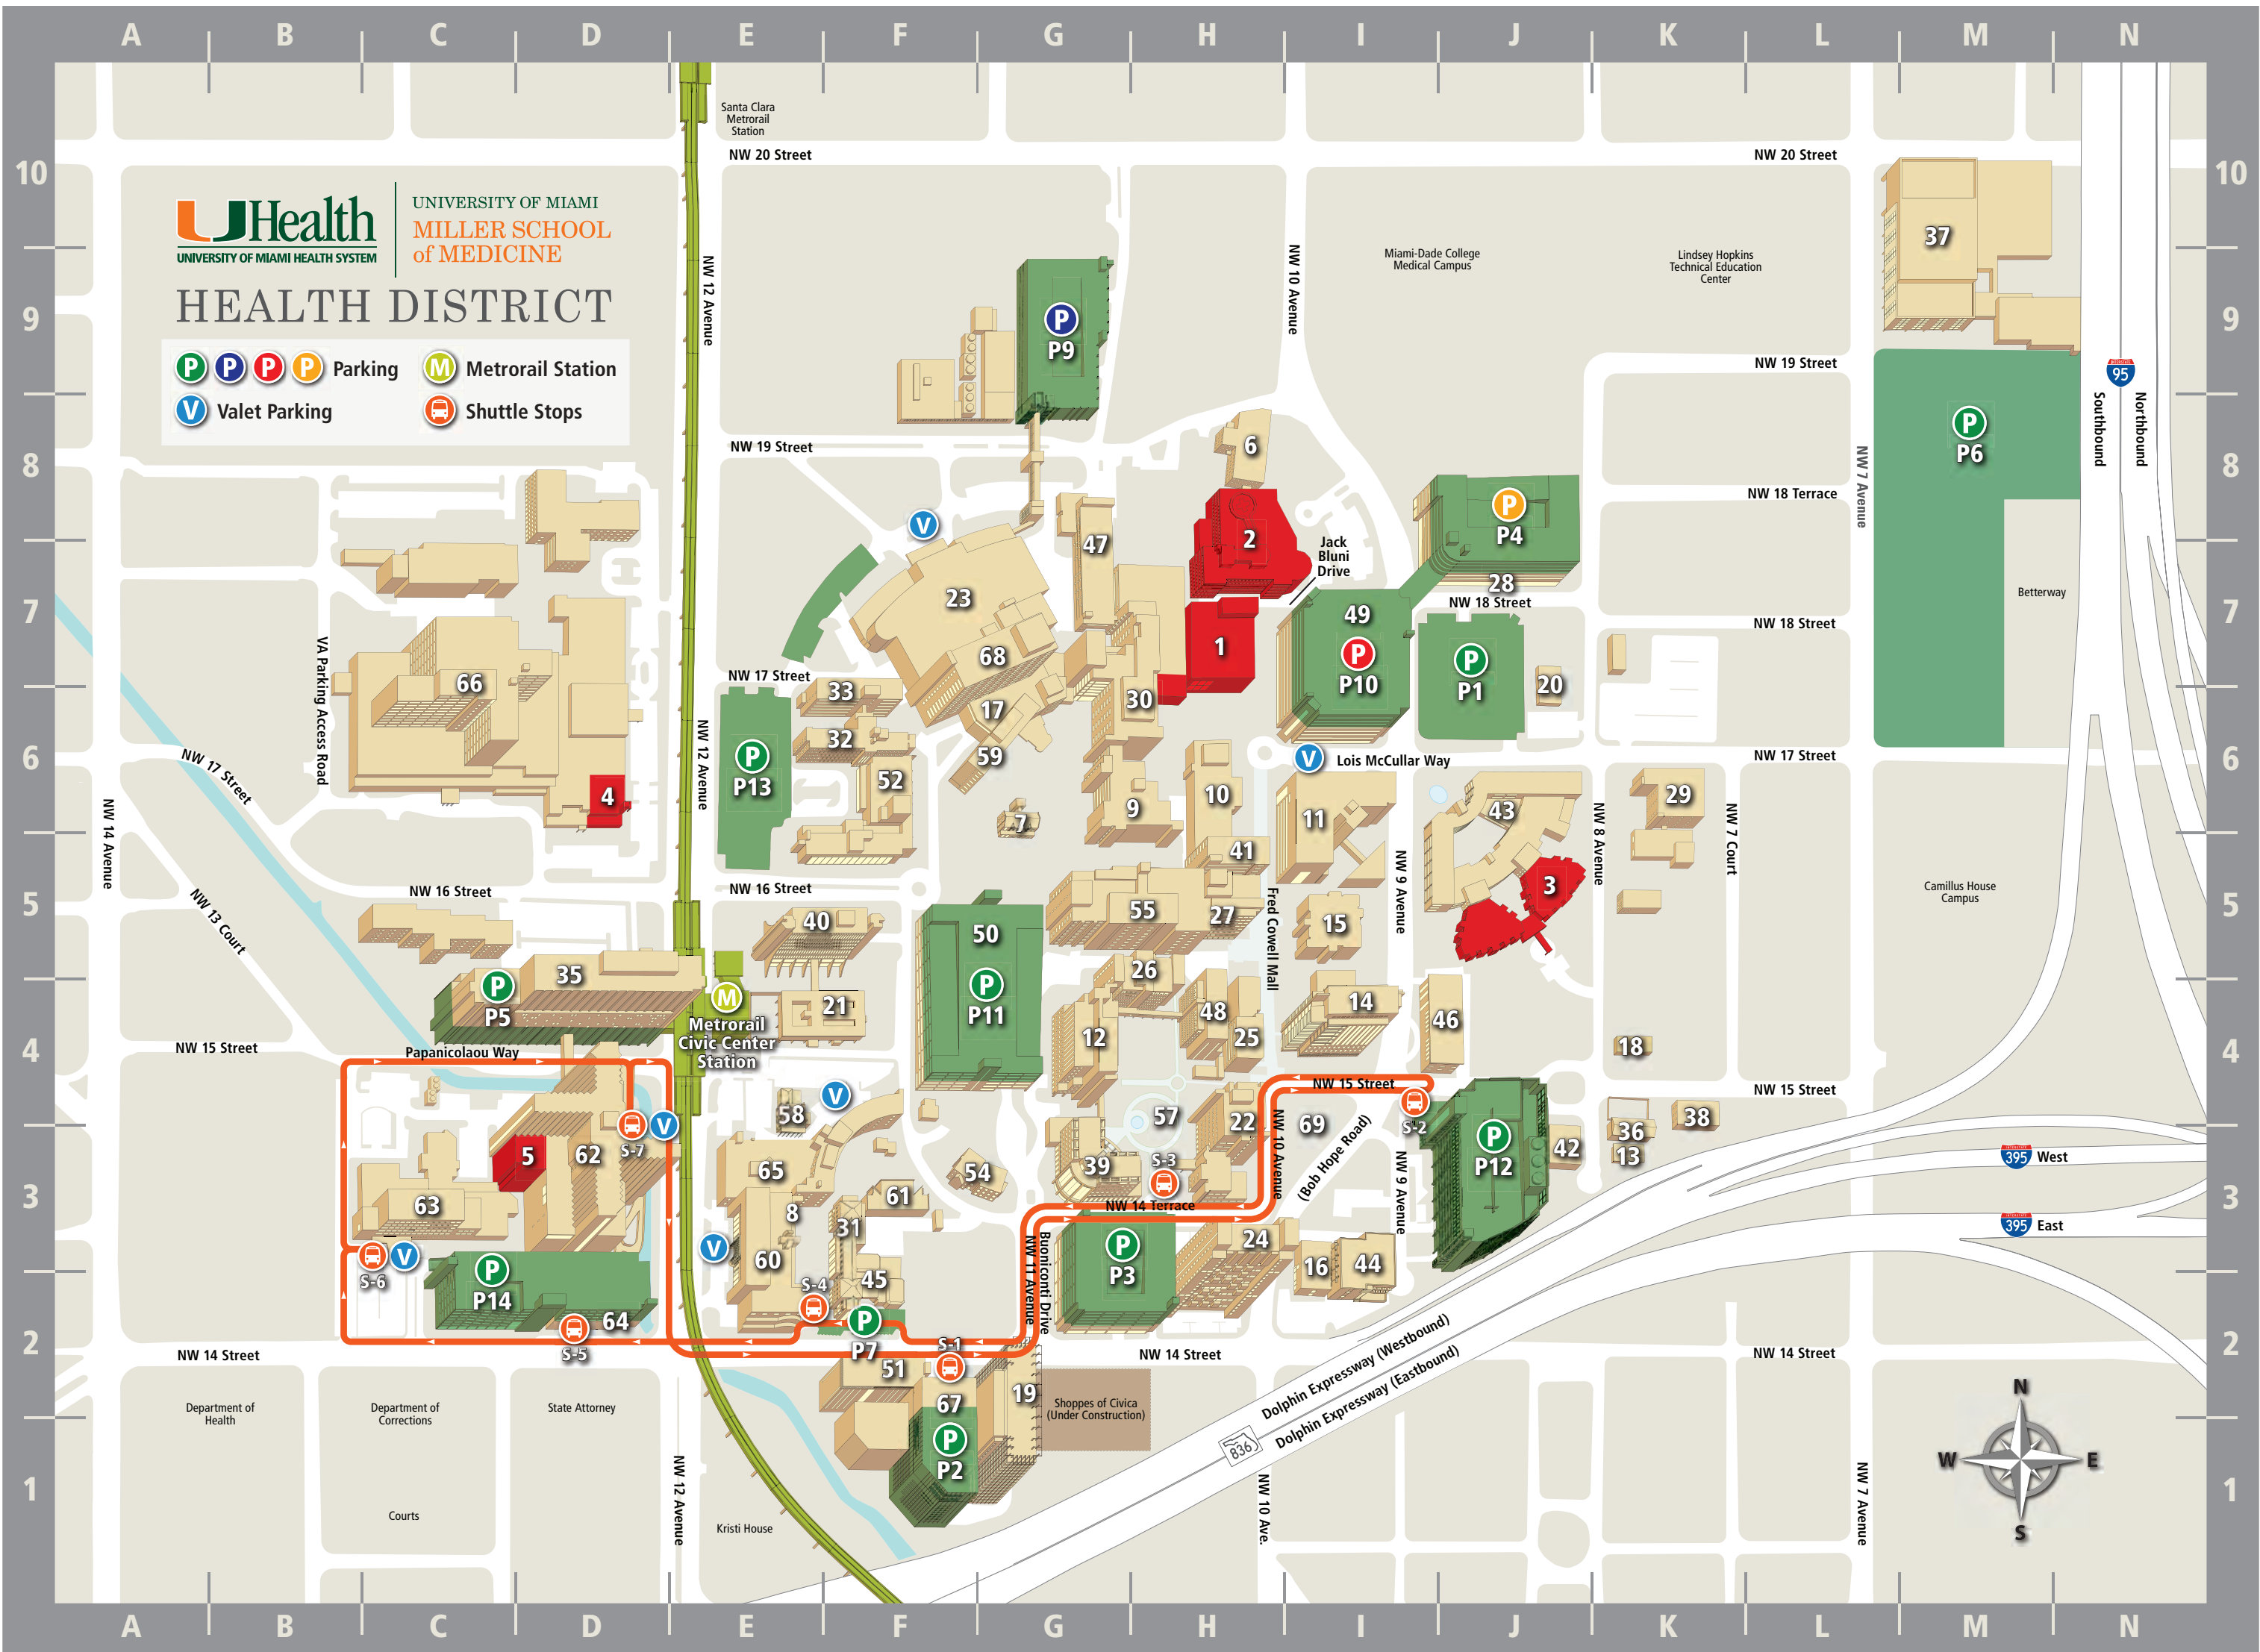 A B C D E F G H I J K L M N
10
9
8
7
6
5
4
3
2
1
10
9
8
7
6
5
4
3
2
1
A B C D E F G H I J K L M N
UHealth
UNIVERSITY OF MIAMI HEALTH SYSTEM
UNIVERSITY OF MIAMI
MILLER SCHOOL
of MEDICINE
HEALTH DISTRICT
P P P P Parking
M Metrorail Station
V Valet Parking
Shuttle Stops
Santa Clara
Metrorail
Station
NW 20 Street
NW 20 Street
NW 12 Avenue
NW 10 Avenue
Miami-Dade College
Medical Campus
Lindsey Hopkins
Technical Education
Center
37
P
P9
NW 19 Street
INTERSTATE
95
Southbound
Northbound
NW 19 Street
6
P
P6
NW 7 Avenue
NW 18 Terrace
V
47
2
Jack
Bluni
Drive
P
P4
28
NW 18 Street
Betterway
23
49
NW 18 Street
1
P
P10
P
P1
20
68
VA Parking Access Road
66
NW 17 Street
33
17
30
NW 12 Avenue
P
P13
32
59
52
V
Lois McCullar Way
NW 17 Street
NW 17 Street
4
7
9
10
11
43
29
NW 14 Avenue
NW 8 Avenue
NW 7 Court
41
NW 9 Avenue
3
NW 16 Street
NW 16 Street
NW 13 Court
Camillus House
Campus
40
50
55
27
Fred Cowell Mall
15
35
26
P
P5
M
Metrorail
Civic Center
Station
21
P
P11
12
48
25
14
46
18
NW 15 Street
Papanicolaou Way
NW 15 Street
NW 15 Street
58
V
57
22
69
S-2
NW 10 Avenue
(Bob Hope Road)
NW 9 Avenue
P
P12
42
36
13
38
S-7
V
5
62
65
54
39
S-3
INTERSTATE
395 West
63
8
61
31
NW 14 Terrace
INTERSTATE
395 East
S-6
V
V
60
Buoniconti Drive
NW 11 Avenue
P
P3
24
16
44
P
P14
64
S-5
S-4
45
P
P7
S-1
NW 14 Street
NW 14 Street
NW 14 Street
51
67
19
P
P2
Shoppes of Civica
(Under Construction)
Dolphin Expressway (Westbound)
Dolphin Expressway (Eastbound)
836
Department of
Health
Department of
Corrections
State Attorney
Courts
NW 12 Avenue
Kristi House
NW 10 Ave.
NW 7 Avenue
N
W E
S